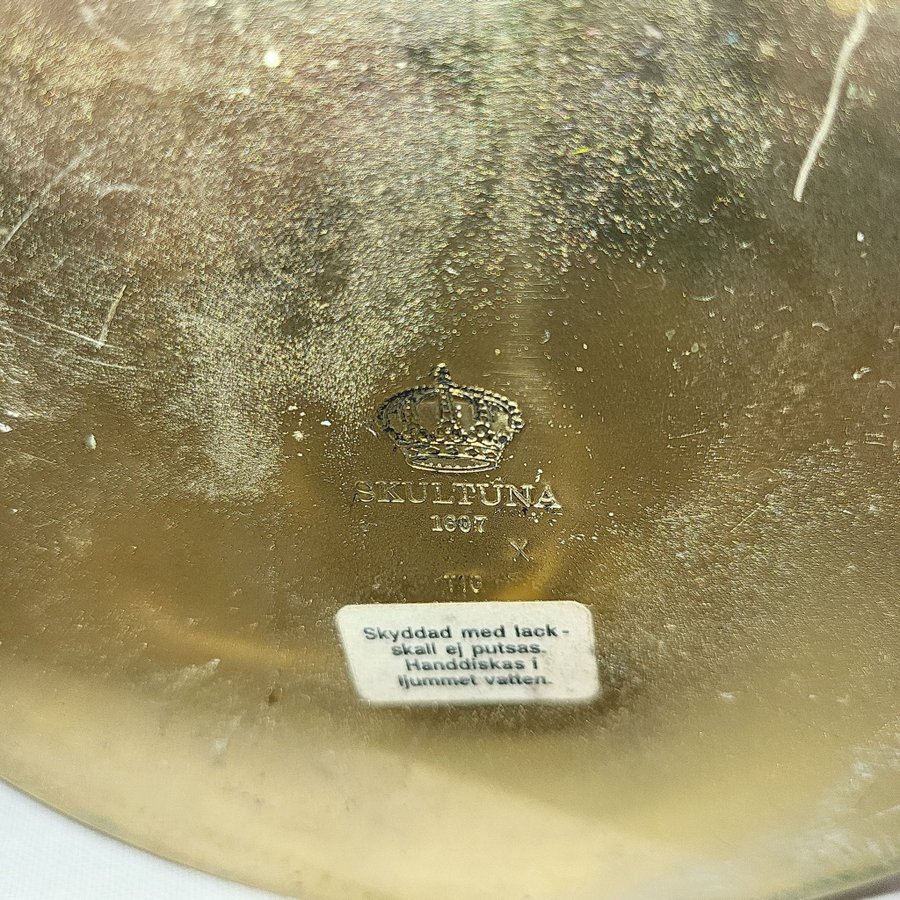 SKULTUNA
1607
X
Skyddad med lack-
skall ej putsas.
Handdiskas i
ljummet vatten.